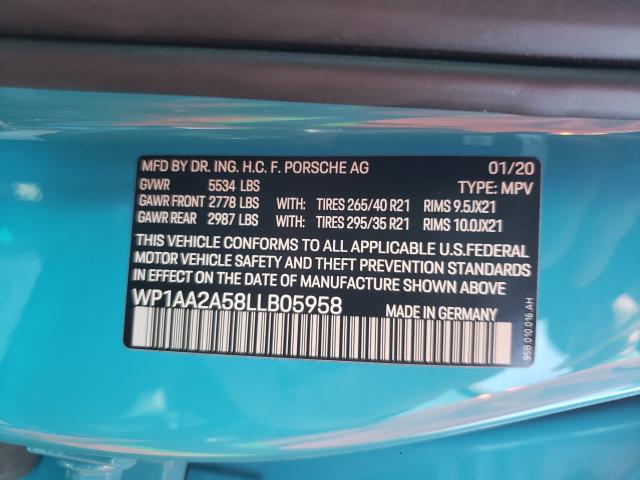 MFD BY DR. ING. H.C. F. PORSCHE AG 01/20
GVWR 5534 LBS TYPE: MPV
GAWR FRONT 2778 LBS WITH: TIRES 265/40 R21 RIMS 9.5JX21
GAWR REAR 2987 LBS WITH: TIRES 295/35 R21 RIMS 10.0JX21
THIS VEHICLE CONFORMS TO ALL APPLICABLE U.S.FEDERAL
MOTOR VEHICLE SAFETY AND THEFT PREVENTION STANDARDS
IN EFFECT ON THE DATE OF MANUFACTURE SHOWN ABOVE
WP1AA2A58LLB05958 MADE IN GERMANY
95B 010 016 AH